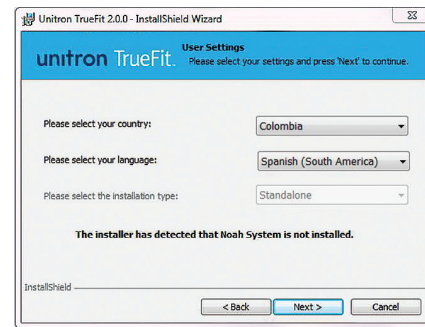 Unitron TrueFit 2.0.0 - InstallShield Wizard
unitron TrueFit.
User Settings
Please select your settings and press 'Next' to continue.
Please select your country:
Colombia
Please select your language:
Spanish (South America)
Please select the installation type:
Standalone
The installer has detected that Noah System is not installed.
InstallShield
< Back
Next >
Cancel